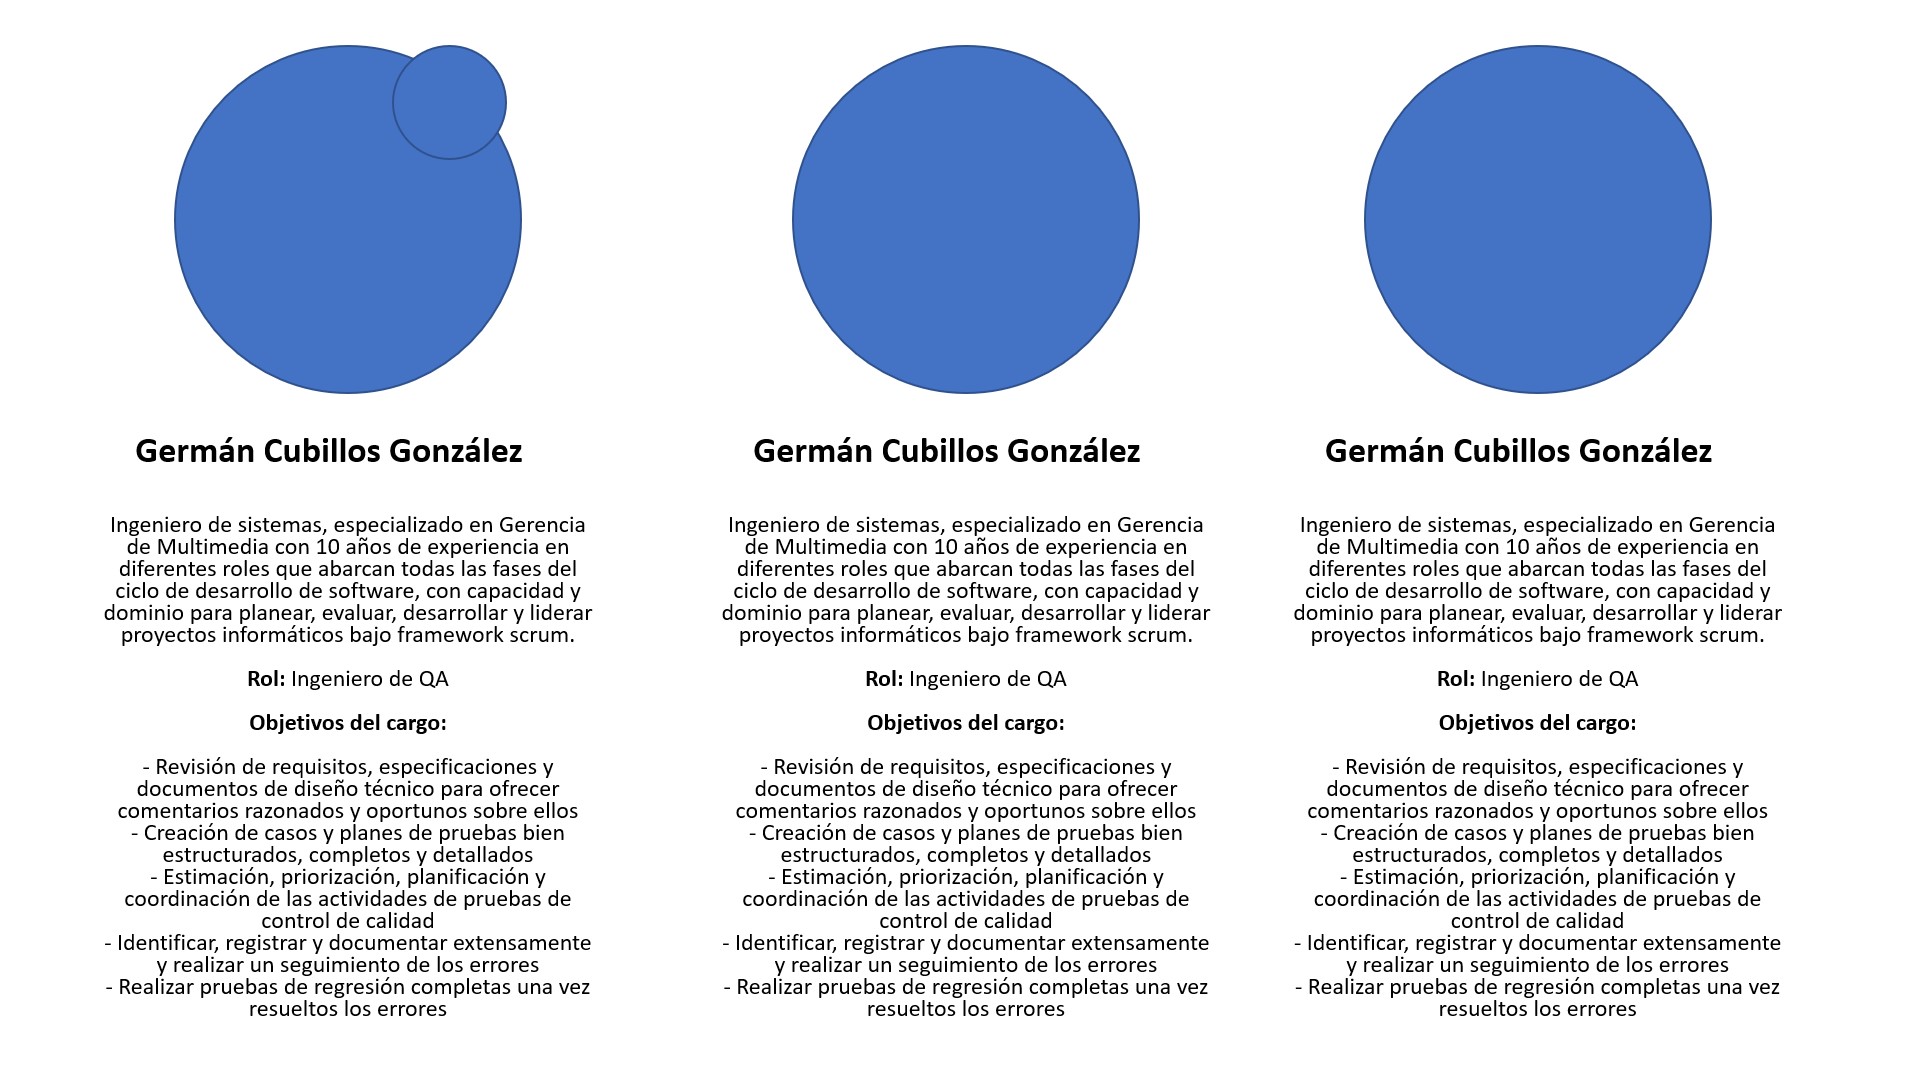 Germán Cubillos González
Ingeniero de sistemas, especializado en Gerencia
de Multimedia con 10 años de experiencia en
diferentes roles que abarcan todas las fases del
ciclo de desarrollo de software, con capacidad y
dominio para planear, evaluar, desarrollar y liderar
proyectos informáticos bajo framework scrum.
Rol: Ingeniero de QA
Objetivos del cargo:
- Revisión de requisitos, especificaciones y
documentos de diseño técnico para ofrecer
comentarios razonados y oportunos sobre ellos
- Creación de casos y planes de pruebas bien
estructurados, completos y detallados
- Estimación, priorización, planificación y
coordinación de las actividades de pruebas de
control de calidad
- Identificar, registrar y documentar extensamente
y realizar un seguimiento de los errores
- Realizar pruebas de regresión completas una vez
resueltos los errores
Germán Cubillos González
Ingeniero de sistemas, especializado en Gerencia
de Multimedia con 10 años de experiencia en
diferentes roles que abarcan todas las fases del
ciclo de desarrollo de software, con capacidad y
dominio para planear, evaluar, desarrollar y liderar
proyectos informáticos bajo framework scrum.
Rol: Ingeniero de QA
Objetivos del cargo:
- Revisión de requisitos, especificaciones y
documentos de diseño técnico para ofrecer
comentarios razonados y oportunos sobre ellos
- Creación de casos y planes de pruebas bien
estructurados, completos y detallados
- Estimación, priorización, planificación y
coordinación de las actividades de pruebas de
control de calidad
- Identificar, registrar y documentar extensamente
y realizar un seguimiento de los errores
- Realizar pruebas de regresión completas una vez
resueltos los errores
Germán Cubillos González
Ingeniero de sistemas, especializado en Gerencia
de Multimedia con 10 años de experiencia en
diferentes roles que abarcan todas las fases del
ciclo de desarrollo de software, con capacidad y
dominio para planear, evaluar, desarrollar y liderar
proyectos informáticos bajo framework scrum.
Rol: Ingeniero de QA
Objetivos del cargo:
- Revisión de requisitos, especificaciones y
documentos de diseño técnico para ofrecer
comentarios razonados y oportunos sobre ellos
- Creación de casos y planes de pruebas bien
estructurados, completos y detallados
- Estimación, priorización, planificación y
coordinación de las actividades de pruebas de
control de calidad
- Identificar, registrar y documentar extensamente
y realizar un seguimiento de los errores
- Realizar pruebas de regresión completas una vez
resueltos los errores